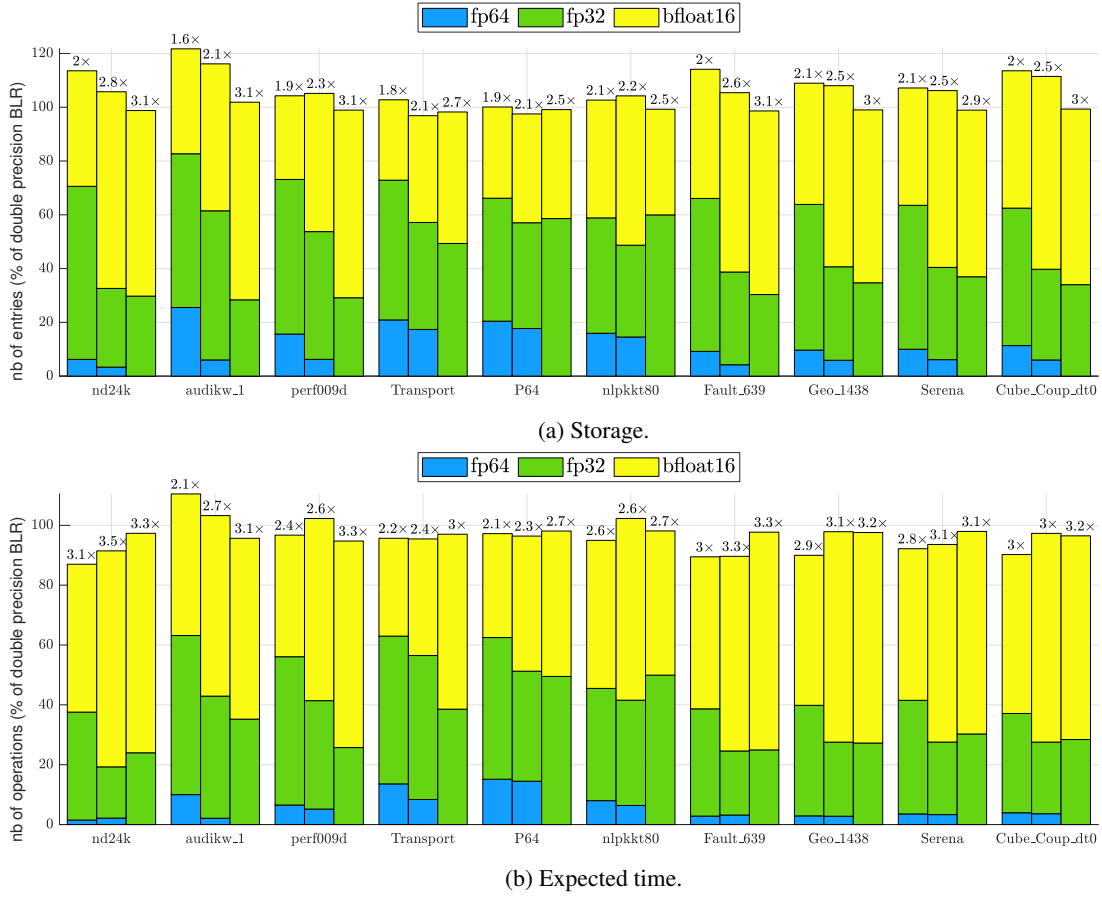 fp64 fp32 bfloat16
nb of entries (% of double precision BLR)
120
100
80
60
40
20
0
2× 2.8× 3.1× 1.6× 2.1× 3.1× 1.9× 2.3× 3.1× 1.8× 2.1× 2.7× 1.9× 2.1× 2.5× 2.1× 2.2× 2.5× 2× 2.6× 3.1× 2.1× 2.5× 3× 2.1× 2.5× 2.9× 2× 2.5× 3×
nd24k audikw_1 perf009d Transport P64 nlpkkt80 Fault_639 Geo_1438 Serena Cube_Coup_dt0
(a) Storage.
fp64 fp32 bfloat16
nb of operations (% of double precision BLR)
100
80
60
40
20
0
3.1× 3.5× 3.3× 2.1× 2.7× 3.1× 2.4× 2.6× 3.3× 2.2× 2.4× 3× 2.1× 2.3× 2.7× 2.6× 2.6× 2.7× 3× 3.3× 3.3× 2.9× 3.1× 3.2× 2.8× 3.1× 3.1× 3× 3× 3.2×
nd24k audikw_1 perf009d Transport P64 nlpkkt80 Fault_639 Geo_1438 Serena Cube_Coup_dt0
(b) Expected time.